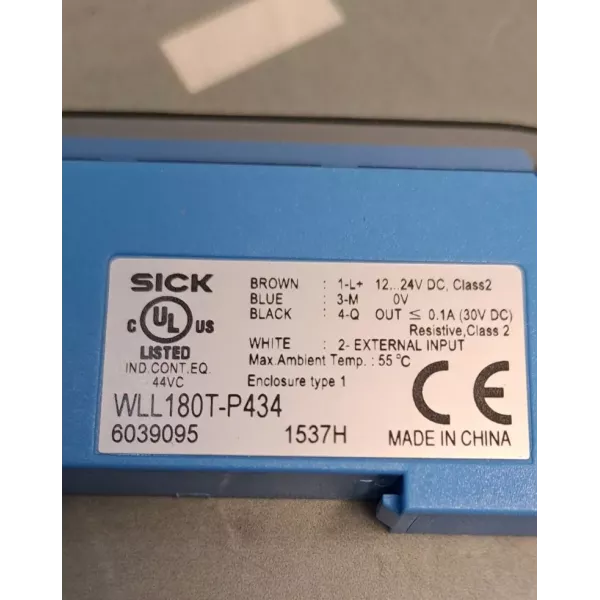 SICK
BROWN : 1-L+ 12...24V DC, Class2
BLUE : 3-M 0V
BLACK : 4-Q OUT ≤ 0.1A (30V DC)
Resistive,Class 2
WHITE : 2- EXTERNAL INPUT
Max.Ambient Temp. : 55 °C
Enclosure type 1
C UL US
LISTED
IND.CONT.EQ.
44VC
WLL180T-P434
CE
6039095 1537H MADE IN CHINA